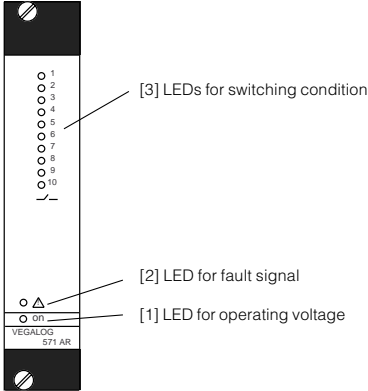 1
2
3
[3] LEDs for switching condition
4
5
6
7
8
9
10
[2] LED for fault signal
[1] LED for operating voltage
on
VEGALOG
571 AR